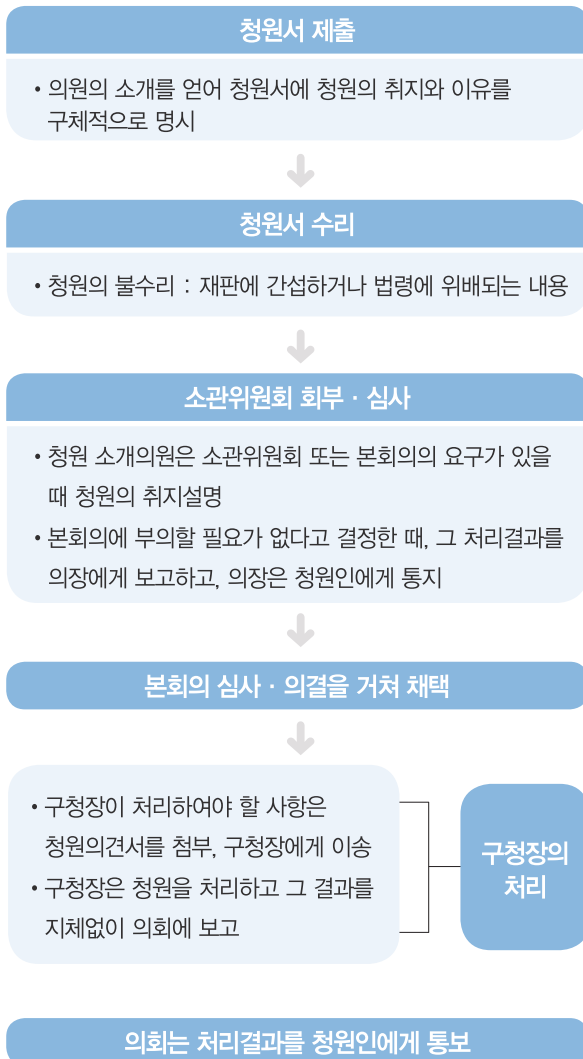 청원서 제출
• 의원의 소개를 얻어 청원서에 청원의 취지와 이유를
구체적으로 명시
청원서 수리
• 청원의 불수리 : 재판에 간섭하거나 법령에 위배되는 내용
소관위원회 회부 · 심사
• 청원 소개의원은 소관위원회 또는 본회의의 요구가 있을
때 청원의 취지설명
• 본회의에 부의할 필요가 없다고 결정한 때, 그 처리결과를
의장에게 보고하고, 의장은 청원인에게 통지
본회의 심사 · 의결을 거쳐 채택
• 구청장이 처리하여야 할 사항은
청원의견서를 첨부, 구청장에게 이송
• 구청장은 청원을 처리하고 그 결과를
지체없이 의회에 보고
구청장의
처리
의회는 처리결과를 청원인에게 통보